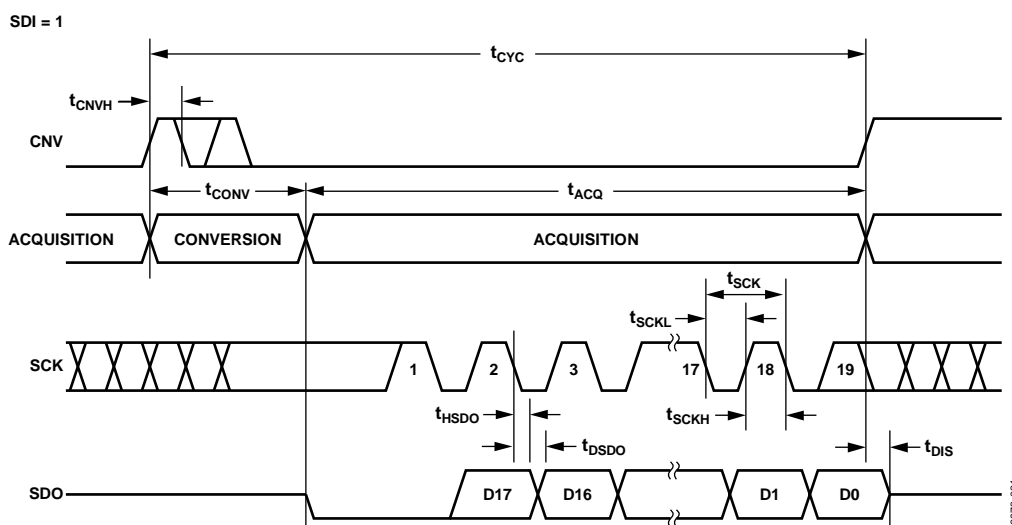 SDI = 1
tCYC
tCNVH
CNV
tCONV
tACQ
ACQUISITION
CONVERSION
ACQUISITION
tSCK
tSCKL
SCK
1
2
3
17
18
19
tHSDO
tSCKH
tDSDO
tDIS
SDO
D17
D16
D1
D0